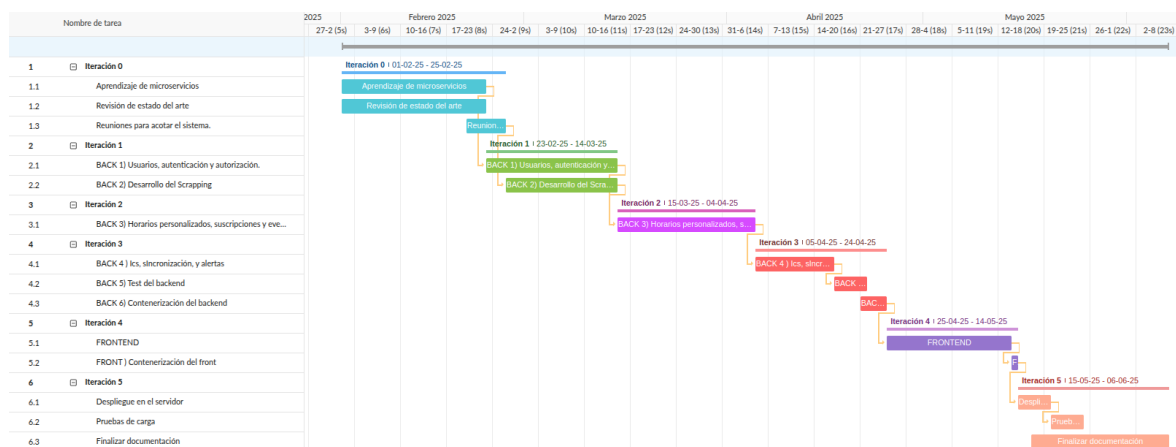 Nombre de tarea
2025 Febrero 2025 Marzo 2025 Abril 2025 Mayo 2025
27-2 (5s) 3-9 (6s) 10-16 (7s) 17-23 (8s) 24-2 (9s) 3-9 (10s) 10-16 (11s) 17-23 (12s) 24-30 (13s) 31-6 (14s) 7-13 (15s) 14-20 (16s) 21-27 (17s) 28-4 (18s) 5-11 (19s) 12-18 (20s) 19-25 (21s) 26-1 (22s) 2-8 (23s)
1 Iteración 0 Iteración 0 | 01-02-25 - 25-02-25
1.1 Aprendizaje de microservicios Aprendizaje de microservicios
1.2 Revisión de estado del arte Revisión de estado del arte
1.3 Reuniones para acotar el sistema. Reunion...
2 Iteración 1 Iteración 1 | 23-02-25 - 14-03-25
2.1 BACK 1) Usuarios, autenticación y autorización. BACK 1) Usuarios, autenticación y...
2.2 BACK 2) Desarrollo del Scrapping BACK 2) Desarrollo del Scra...
3 Iteración 2 Iteración 2 | 15-03-25 - 04-04-25
3.1 BACK 3) Horarios personalizados, suscripciones y eve... BACK 3) Horarios personalizados, s...
4 Iteración 3 Iteración 3 | 05-04-25 - 24-04-25
4.1 BACK 4 ) Ics, sIncronización, y alertas BACK 4 ) Ics, sIncr...
4.2 BACK 5) Test del backend BACK ...
4.3 BACK 6) Contenerización del backend BAC...
5 Iteración 4 Iteración 4 | 25-04-25 - 14-05-25
5.1 FRONTEND FRONTEND
5.2 FRONT ) Contenerización del front F
6 Iteración 5 Iteración 5 | 15-05-25 - 06-06-25
6.1 Despliegue en el servidor Despli...
6.2 Pruebas de carga Prueb...
6.3 Finalizar documentación Finalizar documentación